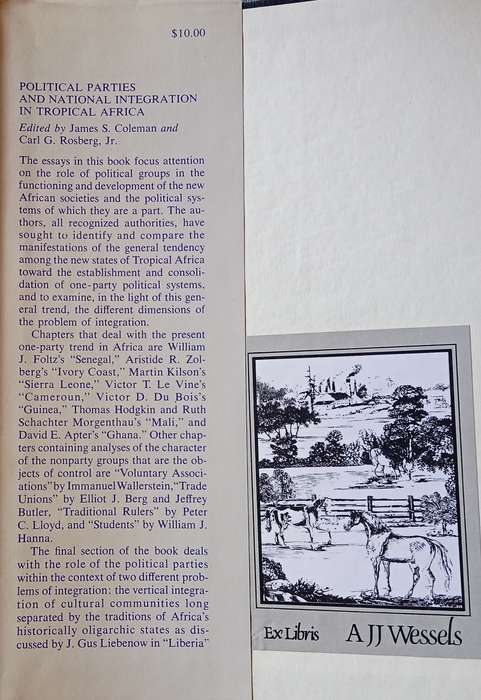 $10.00
POLITICAL PARTIES
AND NATIONAL INTEGRATION
IN TROPICAL AFRICA
Edited by James S. Coleman and
Carl G. Rosberg, Jr.
The essays in this book focus attention
on the role of political groups in the
functioning and development of the new
African societies and the political sys-
tems of which they are a part. The au-
thors, all recognized authorities, have
sought to identify and compare the
manifestations of the general tendency
among the new states of Tropical Africa
toward the establishment and consoli-
dation of one-party political systems,
and to examine, in the light of this gen-
eral trend, the different dimensions of
the problem of integration.
Chapters that deal with the present
one-party trend in Africa are William
J. Foltz's "Senegal," Aristide R. Zol-
berg's "Ivory Coast," Martin Kilson's
"Sierra Leone," Victor T. Le Vine's
"Cameroun," Victor D. Du Bois's
"Guinea," Thomas Hodgkin and Ruth
Schachter Morgenthau's "Mali," and
David E. Apter's "Ghana." Other chap-
ters containing analyses of the character
of the nonparty groups that are the ob-
jects of control are "Voluntary Associ-
ations" by Immanuel Wallerstein, "Trade
Unions" by Elliot J. Berg and Jeffrey
Butler, "Traditional Rulers" by Peter
C. Lloyd, and "Students" by William J.
Hanna.
The final section of the book deals
with the role of the political parties
within the context of two different prob-
lems of integration: the vertical integra-
tion of cultural communities long
separated by the traditions of Africa's
historically oligarchic states as dis-
cussed by J. Gus Liebenow in "Liberia"
Ex Libris A JJ Wessels